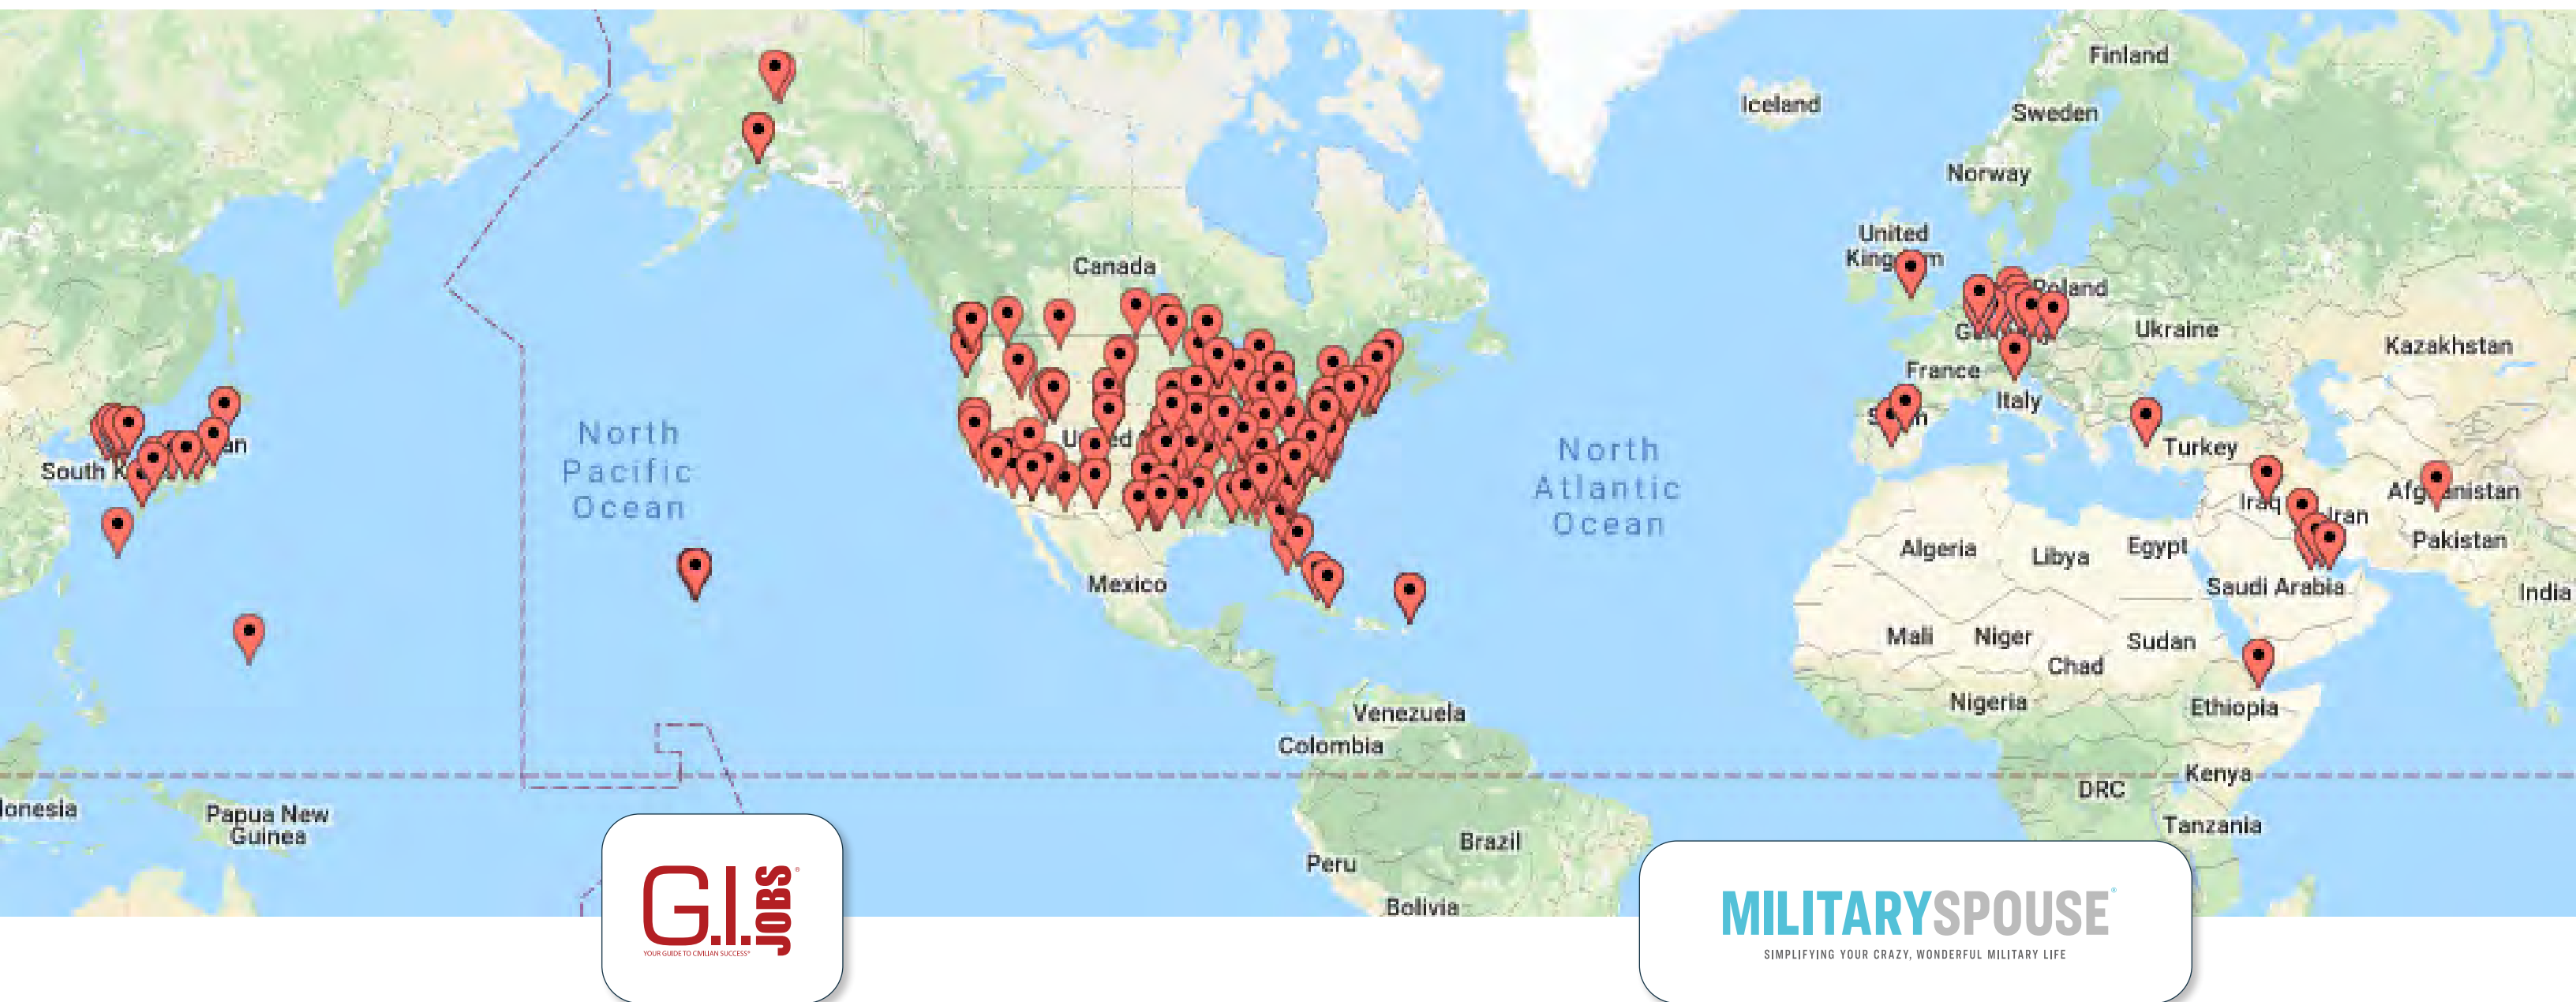 Finland
Iceland
Sweden
Norway
United
Kingdom
Canada
Poland
Ukraine
Kazakhstan
France
Italy
North
Pacific
Ocean
North
Atlantic
Ocean
Turkey
South K
an
Iraq
Iran
Afghanistan
Pakistan
Algeria
Libya
Egypt
Mexico
Saudi Arabia
India
Mali
Niger
Sudan
Chad
Nigeria
Ethiopia
Venezuela
Colombia
Kenya
DRC
lonesia
Papua New
Guinea
Tanzania
Brazil
Peru
Bolivia
G.I. JOBS®
YOUR GUIDE TO CIVILIAN SUCCESS®
MILITARYSPOUSE®
SIMPLIFYING YOUR CRAZY, WONDERFUL MILITARY LIFE